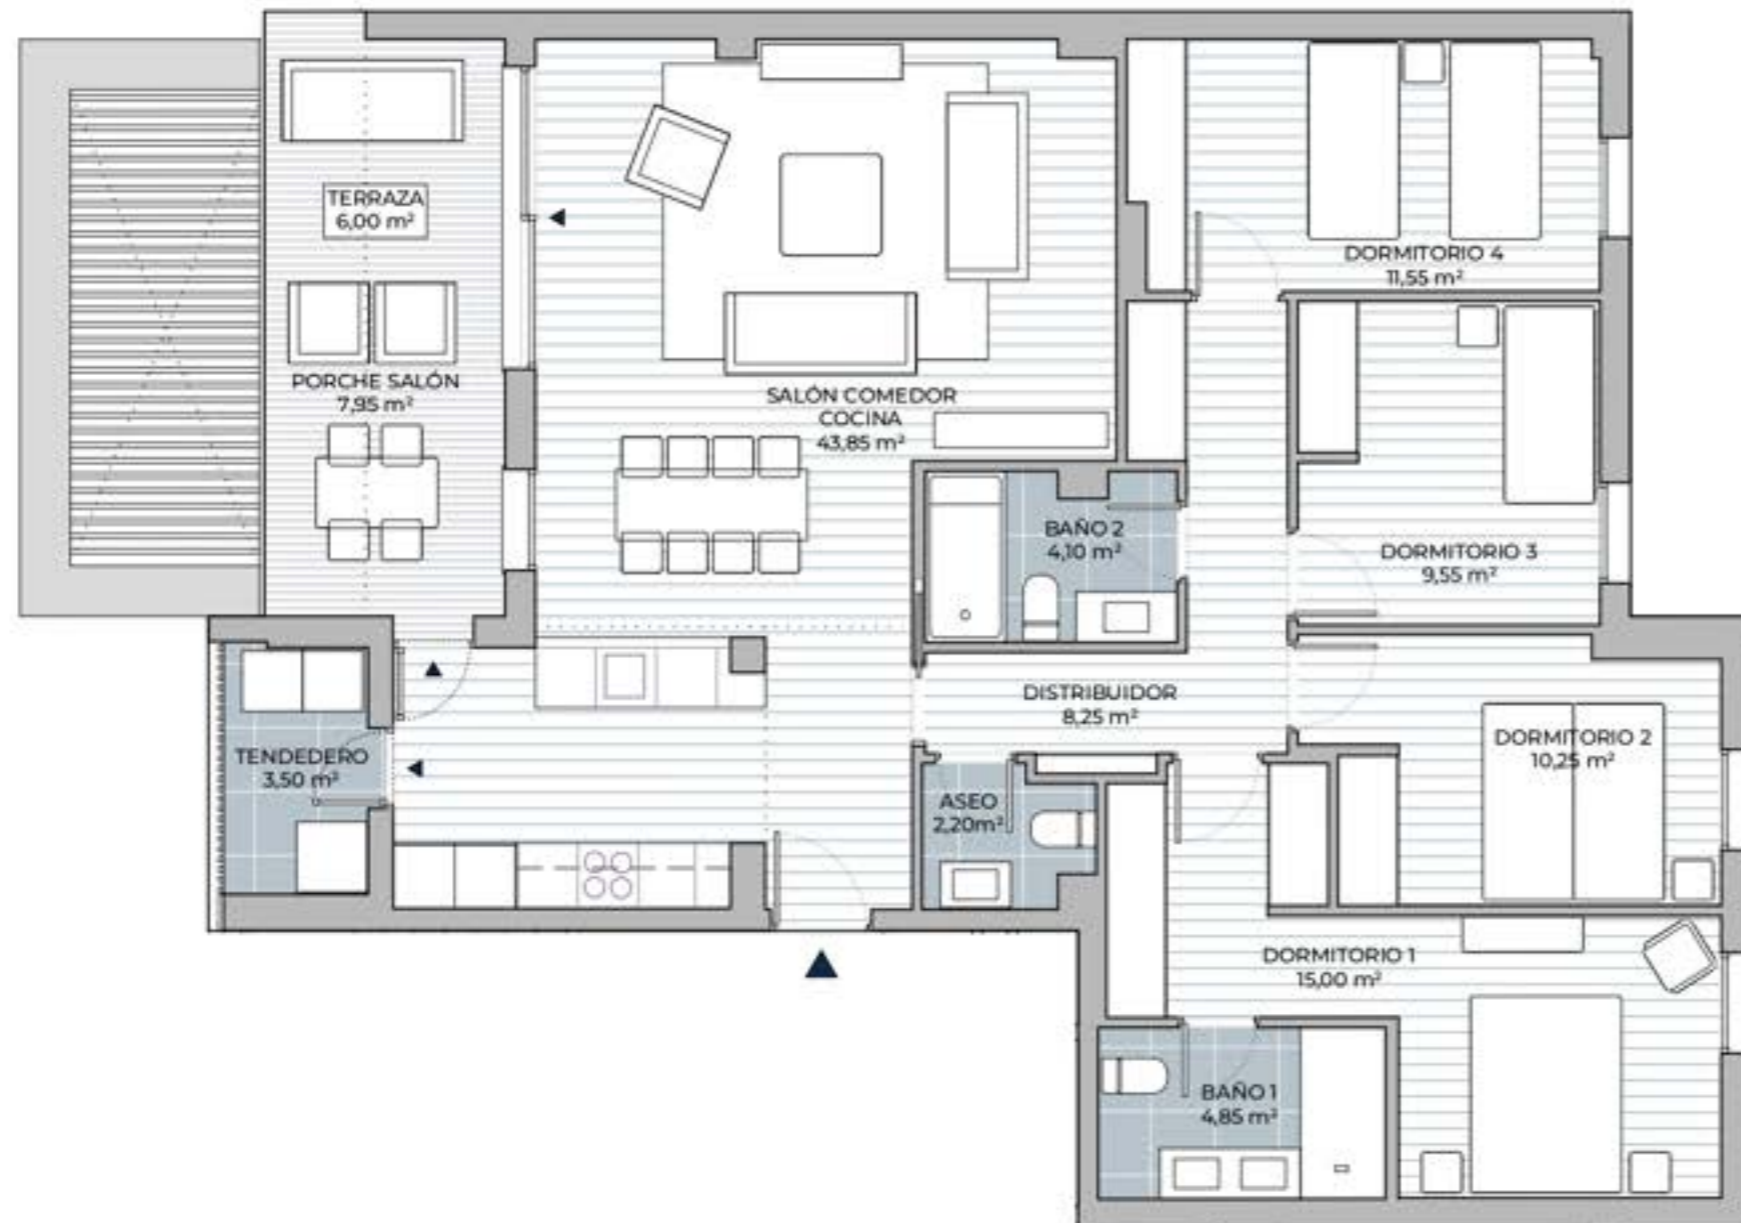 TERRAZA
6,00 m²
PORCHE SALÓN
7,95 m²
SALÓN COMEDOR
COCINA
43,85 m²
DORMITORIO 4
11,55 m²
BAÑO 2
4,10 m²
DORMITORIO 3
9,55 m²
DISTRIBUIDOR
8,25 m²
TENDEDERO
3,50 m²
ASEO
2,20m²
DORMITORIO 2
10,25 m²
DORMITORIO 1
15,00 m²
BAÑO 1
4,85 m²